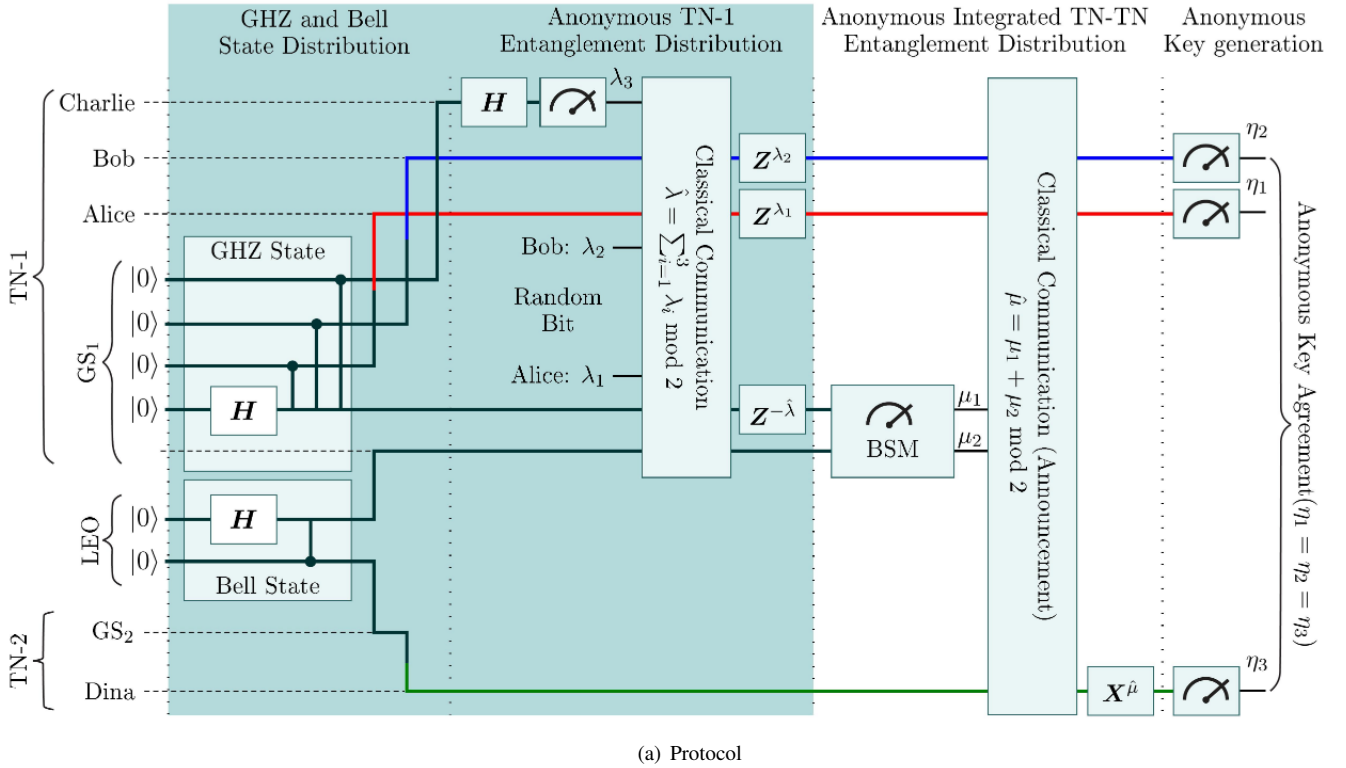 GHZ and Bell
State Distribution
Anonymous TN-1
Entanglement Distribution
Anonymous Integrated TN-TN
Entanglement Distribution
Anonymous
Key generation
TN-1
Charlie
Bob
Alice
GS₁
|0⟩
|0⟩
|0⟩
|0⟩
GHZ State
H
H
λ₃
Bob: λ₂
Random
Bit
Alice: λ₁
Classical Communication
λ̂ = ∑³ᵢ₌₁ λᵢ mod 2
Z^λ₂
Z^λ₁
Z^−λ̂
BSM
μ₁
μ₂
Classical Communication (Announcement)
μ̂ = μ₁ + μ₂ mod 2
η₂
η₁
LEO
|0⟩
|0⟩
H
Bell State
TN-2
GS₂
Dina
X^μ̂
η₃
Anonymous Key Agreement(η₁ = η₂ = η₃)
(a) Protocol